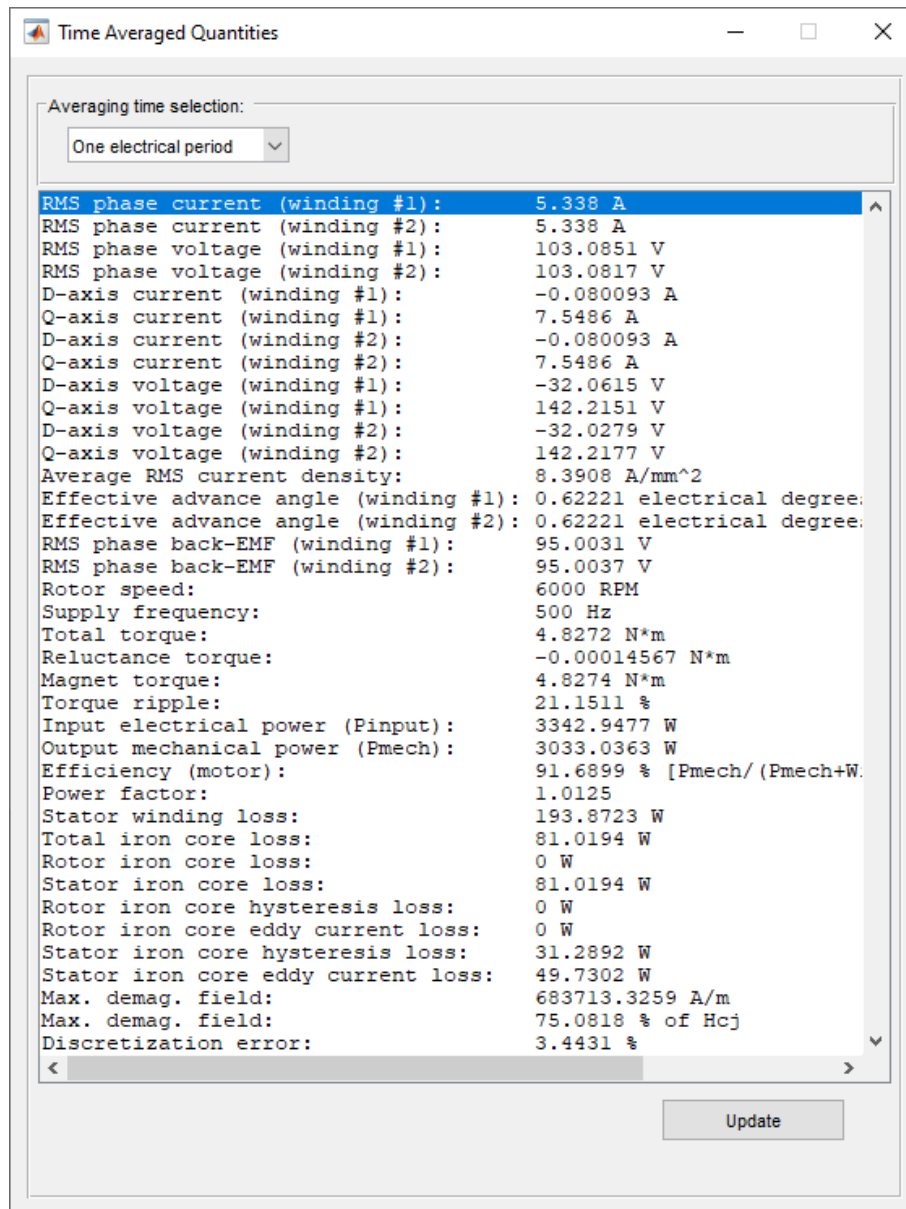 Time Averaged Quantities
Averaging time selection:
One electrical period
RMS phase current (winding #1): 5.338 A
RMS phase current (winding #2): 5.338 A
RMS phase voltage (winding #1): 103.0851 V
RMS phase voltage (winding #2): 103.0817 V
D-axis current (winding #1): -0.080093 A
Q-axis current (winding #1): 7.5486 A
D-axis current (winding #2): -0.080093 A
Q-axis current (winding #2): 7.5486 A
D-axis voltage (winding #1): -32.0615 V
Q-axis voltage (winding #1): 142.2151 V
D-axis voltage (winding #2): -32.0279 V
Q-axis voltage (winding #2): 142.2177 V
Average RMS current density: 8.3908 A/mm^2
Effective advance angle (winding #1): 0.62221 electrical degree
Effective advance angle (winding #2): 0.62221 electrical degree
RMS phase back-EMF (winding #1): 95.0031 V
RMS phase back-EMF (winding #2): 95.0037 V
Rotor speed: 6000 RPM
Supply frequency: 500 Hz
Total torque: 4.8272 N*m
Reluctance torque: -0.00014567 N*m
Magnet torque: 4.8274 N*m
Torque ripple: 21.1511 %
Input electrical power (Pinput): 3342.9477 W
Output mechanical power (Pmech): 3033.0363 W
Efficiency (motor): 91.6899 % [Pmech/(Pmech+W
Power factor: 1.0125
Stator winding loss: 193.8723 W
Total iron core loss: 81.0194 W
Rotor iron core loss: 0 W
Stator iron core loss: 81.0194 W
Rotor iron core hysteresis loss: 0 W
Rotor iron core eddy current loss: 0 W
Stator iron core hysteresis loss: 31.2892 W
Stator iron core eddy current loss: 49.7302 W
Max. demag. field: 683713.3259 A/m
Max. demag. field: 75.0818 % of Hcj
Discretization error: 3.4431 %
Update